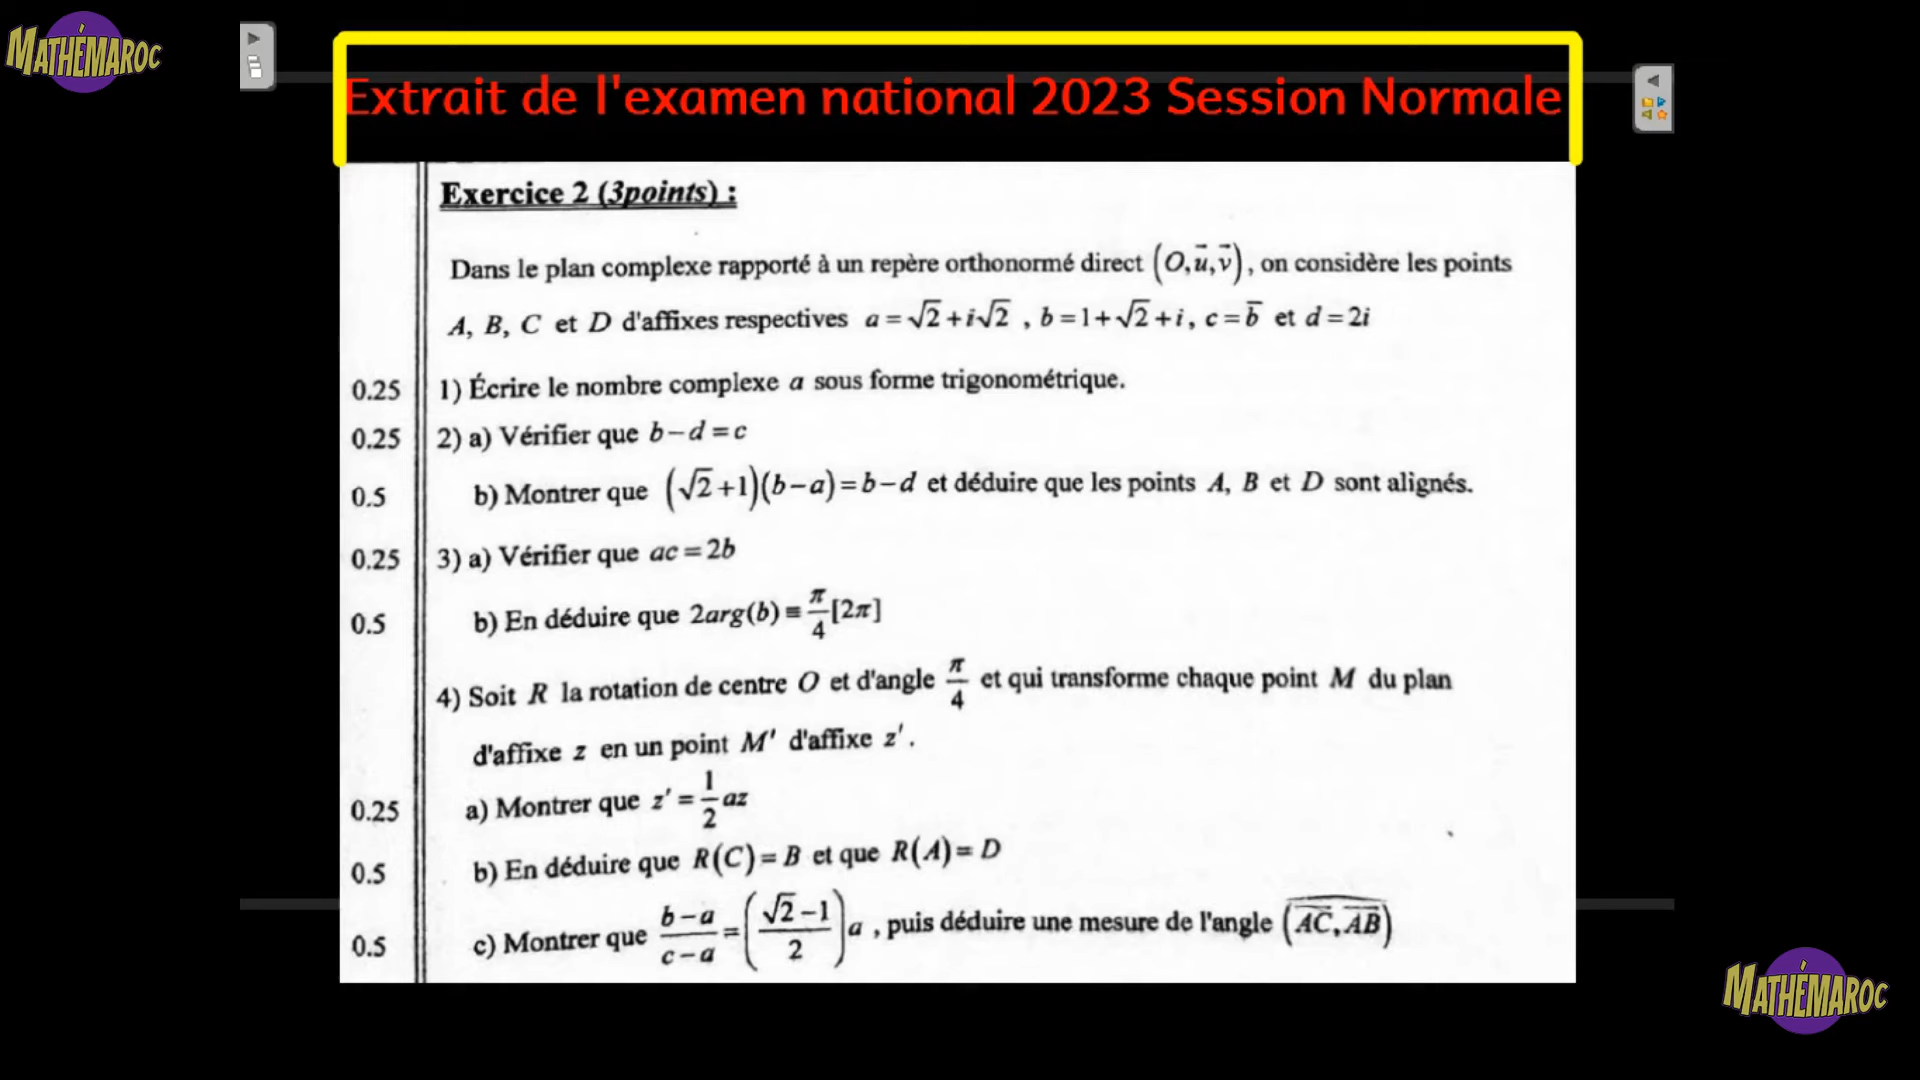 MATHÉMAROC
Extrait de l'examen national 2023 Session Normale
Exercice 2 (3points) :
Dans le plan complexe rapporté à un repère orthonormé direct (O,u⃗,v⃗), on considère les points
A, B, C et D d'affixes respectives a=√2+i√2 , b=1+√2+i, c=b̄ et d=2i
0.25 1) Écrire le nombre complexe a sous forme trigonométrique.
0.25 2) a) Vérifier que b−d=c
0.5 b) Montrer que (√2+1)(b−a)=b−d et déduire que les points A, B et D sont alignés.
0.25 3) a) Vérifier que ac=2b
0.5 b) En déduire que 2arg(b)≡π/4[2π]
4) Soit R la rotation de centre O et d'angle π/4 et qui transforme chaque point M du plan
d'affixe z en un point M' d'affixe z'.
0.25 a) Montrer que z'=1/2 az
0.5 b) En déduire que R(C)=B et que R(A)=D
0.5 c) Montrer que (b−a)/(c−a)=((√2−1)/2)a , puis déduire une mesure de l'angle (AC⃗,AB⃗)
MATHÉMAROC